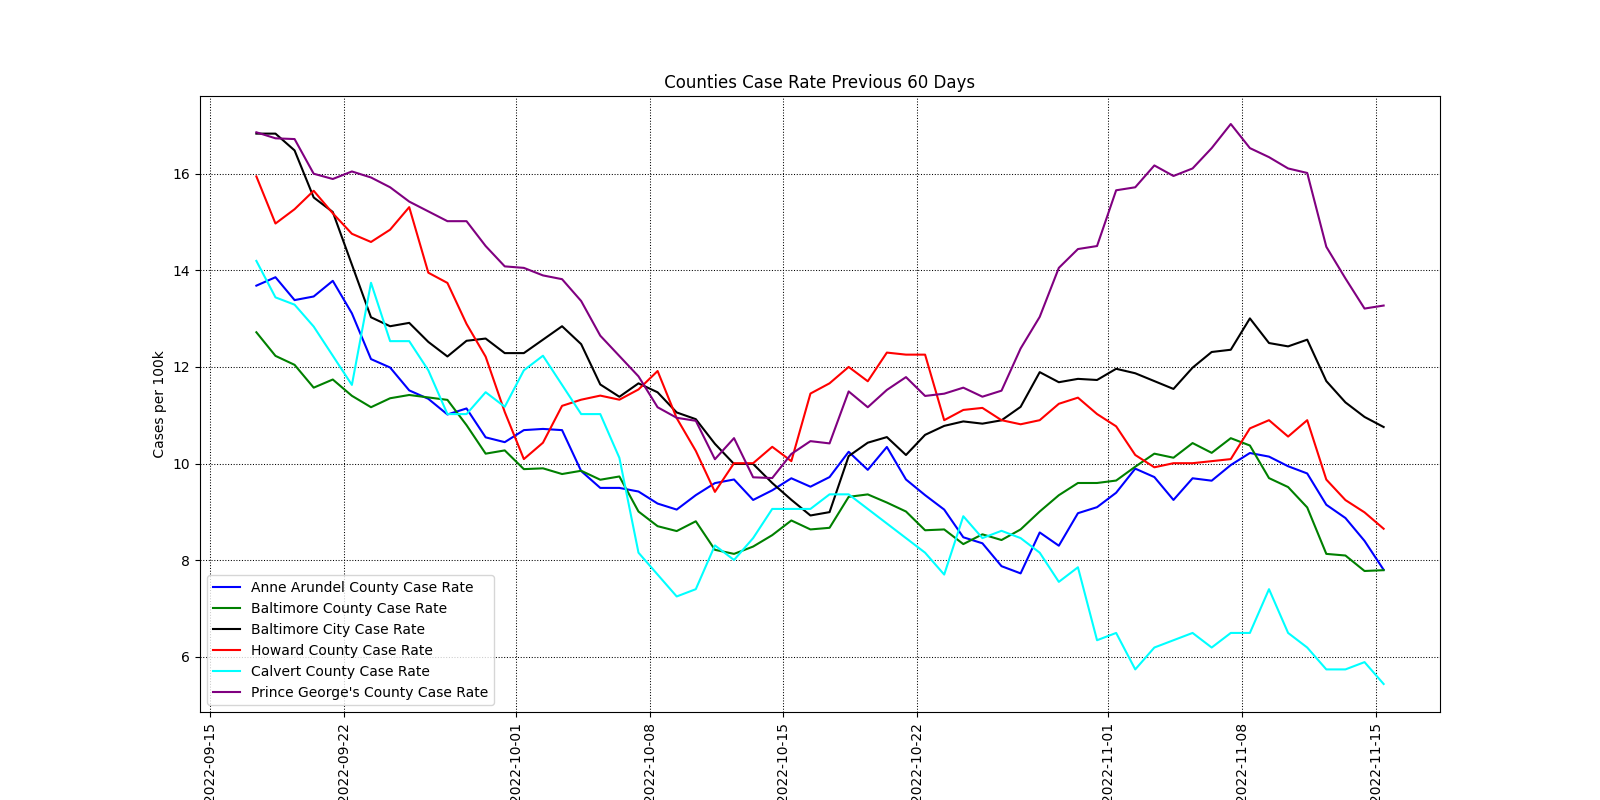 Counties Case Rate Previous 60 Days
Cases per 100k
16
14
12
10
8
6
Anne Arundel County Case Rate
Baltimore County Case Rate
Baltimore City Case Rate
Howard County Case Rate
Calvert County Case Rate
Prince George's County Case Rate
2022-09-15
2022-09-22
2022-10-01
2022-10-08
2022-10-15
2022-10-22
2022-11-01
2022-11-08
2022-11-15